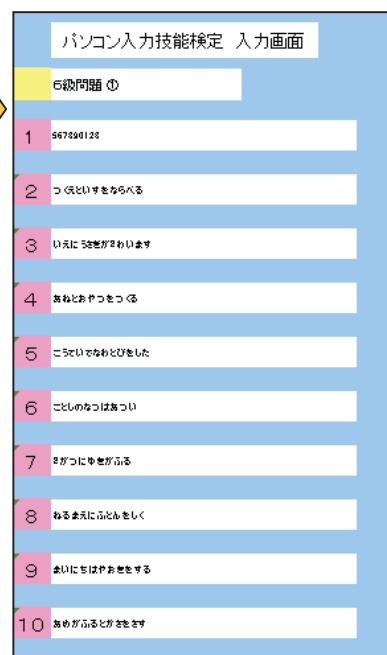 パソコン入力技能検定 入力画面
6級問題 ①
1 567890128
2 つくえといすをならべる
3 いえにうさぎが2わいます
4 あねとおやつをつくる
5 こうていでなわとびをした
6 ことしのなつはあつい
7 2がつにゆきがふる
8 ねるまえにふとんをしく
9 まいにちはやおきをする
10 あめがふるとかさをさす